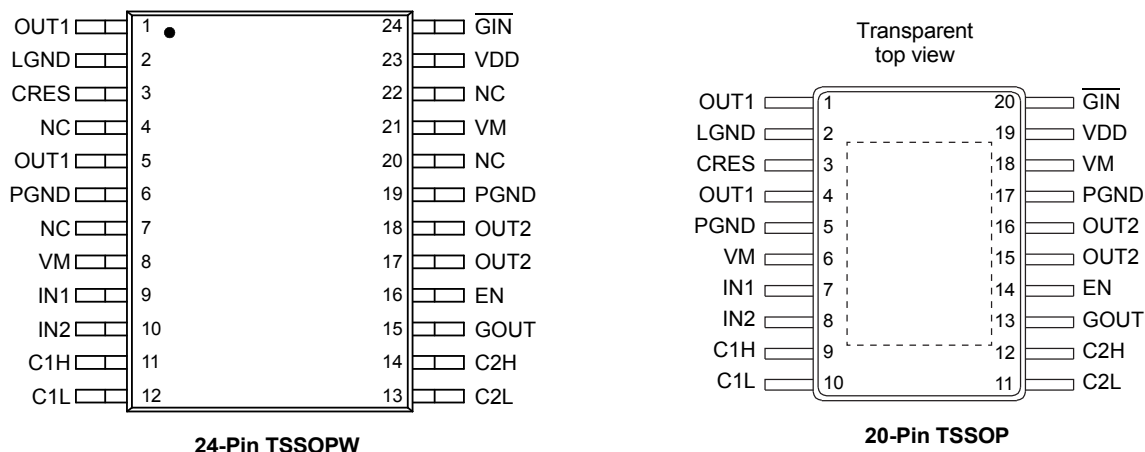 OUT1 1 24 G̅I̅N̅
LGND 2 23 VDD
CRES 3 22 NC
NC 4 21 VM
OUT1 5 20 NC
PGND 6 19 PGND
NC 7 18 OUT2
VM 8 17 OUT2
IN1 9 16 EN
IN2 10 15 GOUT
C1H 11 14 C2H
C1L 12 13 C2L
24-Pin TSSOPW
Transparent
top view
OUT1 1 20 G̅I̅N̅
LGND 2 19 VDD
CRES 3 18 VM
OUT1 4 17 PGND
PGND 5 16 OUT2
VM 6 15 OUT2
IN1 7 14 EN
IN2 8 13 GOUT
C1H 9 12 C2H
C1L 10 11 C2L
20-Pin TSSOP